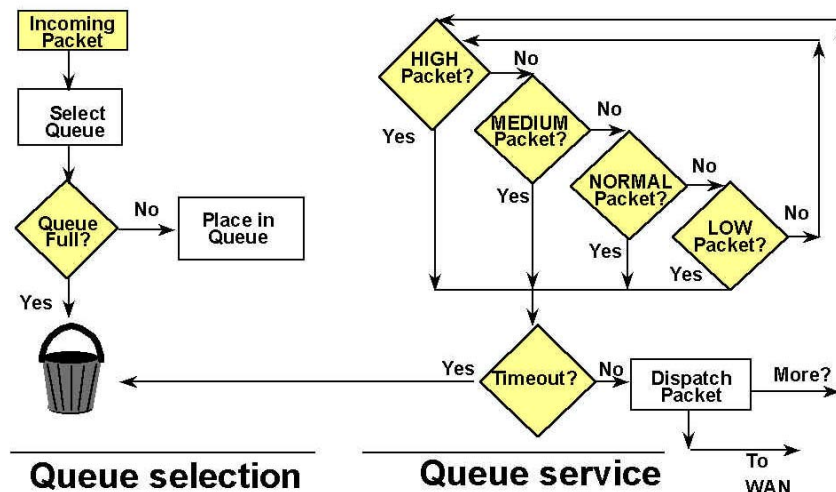 Incoming
Packet
Select
Queue
Queue
Full?
No
Place in
Queue
Yes
Queue selection
HIGH
Packet?
No
Yes
MEDIUM
Packet?
No
Yes
NORMAL
Packet?
No
Yes
LOW
Packet?
No
Yes
Timeout?
Yes
No
Dispatch
Packet
More?
To
WAN
Queue service